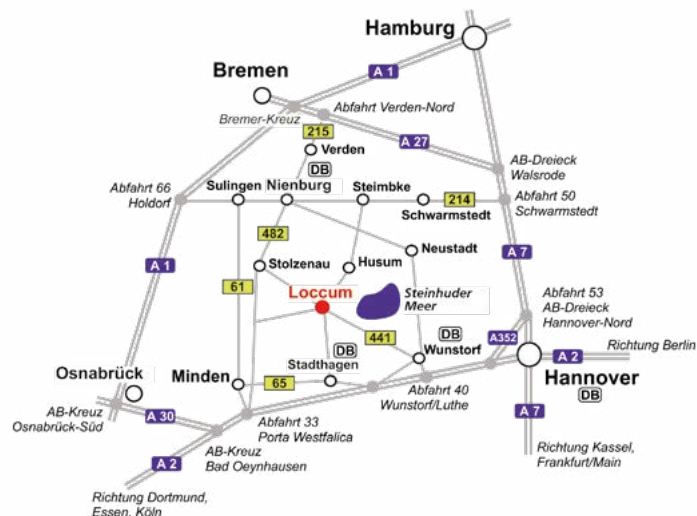 Hamburg
A 1
Bremen
Abfahrt Verden-Nord
Bremer-Kreuz
215
A 27
Verden
DB
AB-Dreieck
Walsrode
Abfahrt 66
Holdorf
Sulingen
Nienburg
Steimbke
214
Schwarmstedt
Abfahrt 50
Schwarmstedt
482
Neustadt
A 7
A 1
Stolzenau
Husum
61
Loccum
Steinhuder
Meer
Abfahrt 53
AB-Dreieck
Hannover-Nord
441
DB
A352
Richtung Berlin
DB
Wunstorf
A 2
Stadthagen
Osnabrück
Minden
65
Hannover
DB
Abfahrt 40
Wunstorf/Luthe
AB-Kreuz
Osnabrück-Süd
A 30
Abfahrt 33
Porta Westfalica
A 7
AB-Kreuz
Bad Oeynhausen
A 2
Richtung Kassel,
Frankfurt/Main
Richtung Dortmund,
Essen, Köln